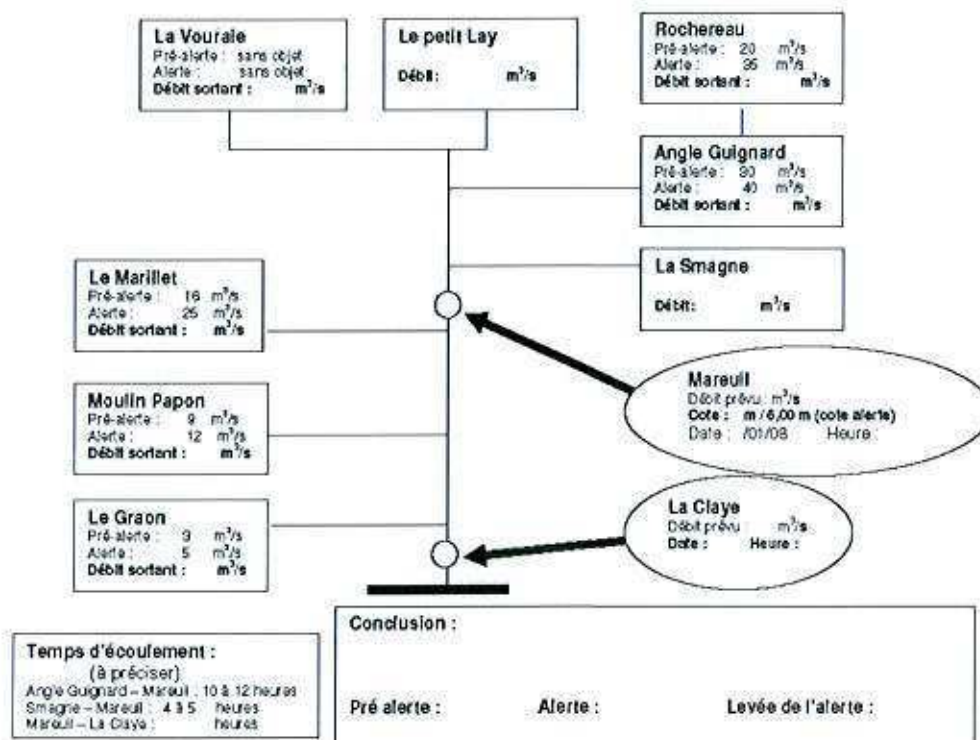 La Vouraie
Pré-alerte : sans objet
Alerte : sans objet
Débit sortant : m³/s
Le petit Lay
Débit : m³/s
Rochereau
Pré-alerte : 20 m³/s
Alerte : 35 m³/s
Débit sortant : m³/s
Angle Guignard
Pré-alerte : 30 m³/s
Alerte : 40 m³/s
Débit sortant : m³/s
La Smagne
Débit : m³/s
Le Marillet
Pré-alerte : 16 m³/s
Alerte : 25 m³/s
Débit sortant : m³/s
Mareuil
Débit prévu : m³/s
Cote : m / 6,00 m (cote alerte)
Date : /01/08 Heure :
Moulin Papon
Pré-alerte : 9 m³/s
Alerte : 12 m³/s
Débit sortant : m³/s
Le Graon
Pré-alerte : 3 m³/s
Alerte : 5 m³/s
Débit sortant : m³/s
La Claye
Débit prévu : m³/s
Date : Heure :
Temps d'écoulement :
(à préciser)
Angle Guignard – Mareuil : 10 à 12 heures
Smagne – Mareuil : 4 à 5 heures
Mareuil – La Claye : heures
Conclusion :
Pré alerte : Alerte : Levée de l'alerte :